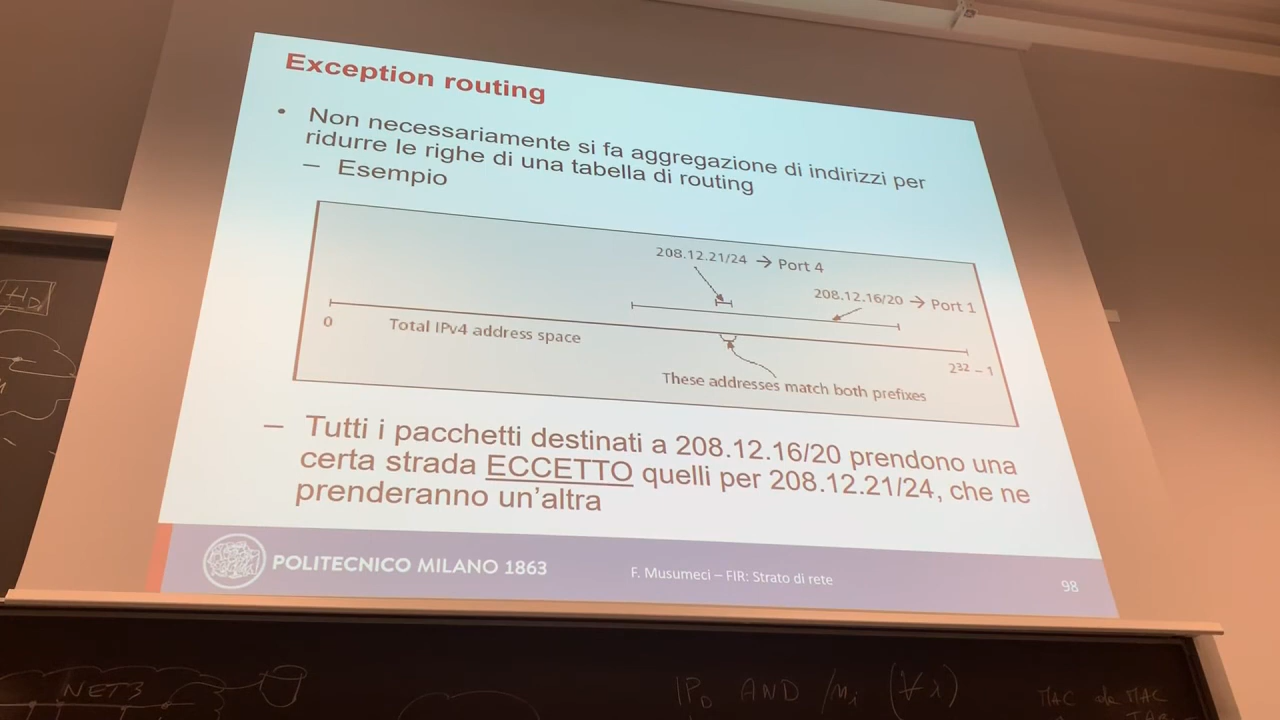 Exception routing
• Non necessariamente si fa aggregazione di indirizzi per
ridurre le righe di una tabella di routing
– Esempio
208.12.21/24 → Port 4
208.12.16/20 → Port 1
0
Total IPv4 address space
2³² – 1
These addresses match both prefixes
– Tutti i pacchetti destinati a 208.12.16/20 prendono una
certa strada ECCETTO quelli per 208.12.21/24, che ne
prenderanno un'altra
POLITECNICO MILANO 1863
F. Musumeci – FIR: Strato di rete
98
NET3
IP_D AND /m_i (∀ i)
MAC MAC